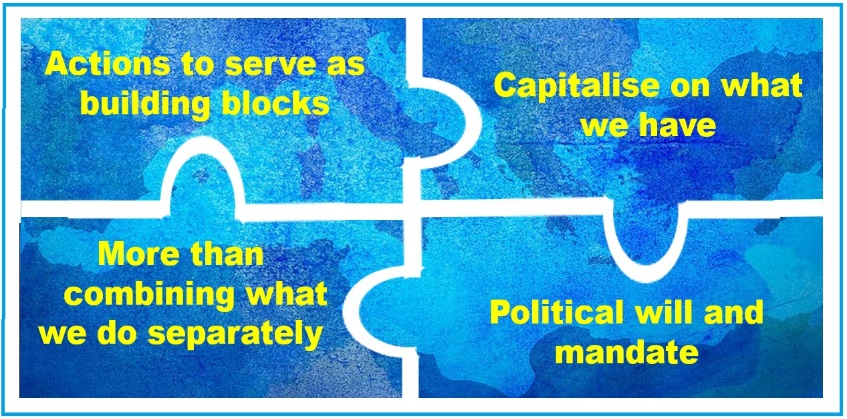 Actions to serve as
building blocks
Capitalise on what
we have
More than
combining what
we do separately
Political will and
mandate